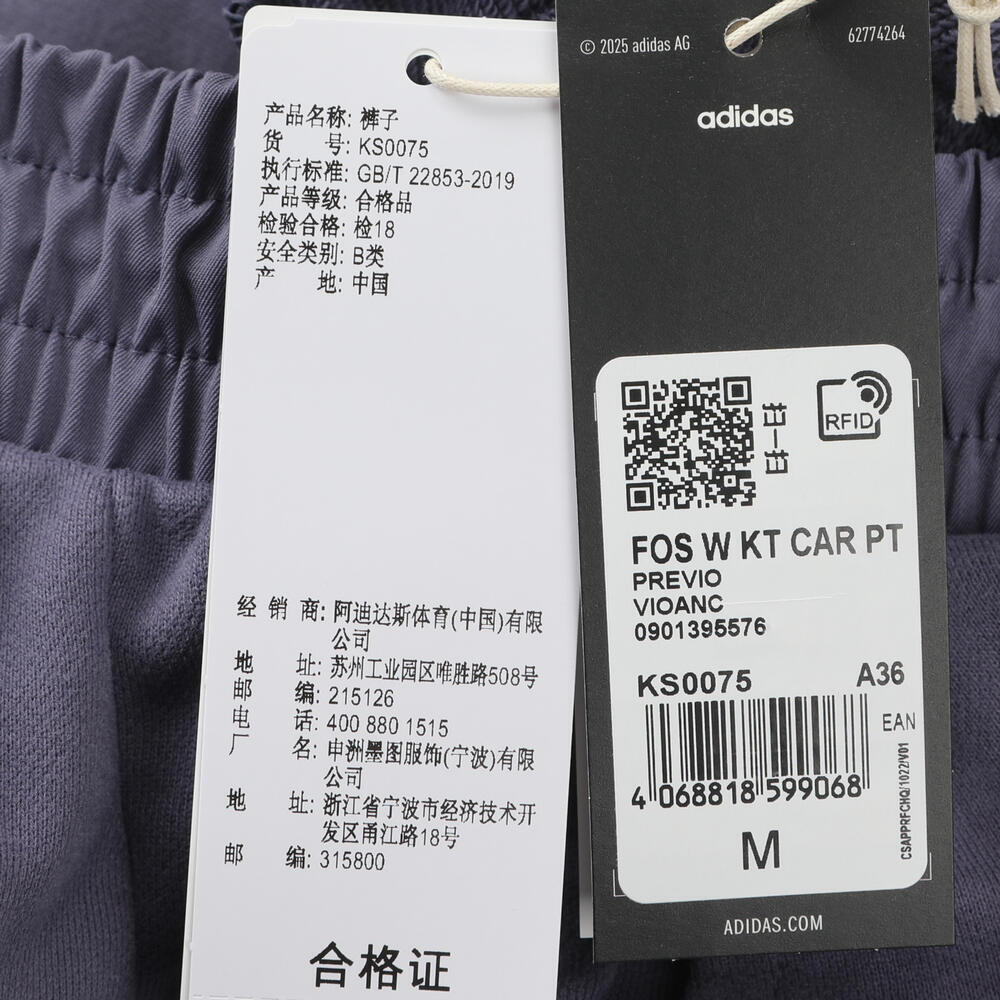 产品名称: 裤子
货 号: KS0075
执行标准: GB/T 22853-2019
产品等级: 合格品
检验合格: 检18
安全类别: B类
产 地: 中国
经 销 商: 阿迪达斯体育(中国)有限
公司
地 址: 苏州工业园区唯胜路508号
邮 编: 215126
电 话: 400 880 1515
厂 名: 申洲墨图服饰(宁波)有限
公司
地 址: 浙江省宁波市经济技术开
发区甬江路18号
邮 编: 315800
合格证
© 2025 adidas AG
62774264
adidas
扫一扫
RFID
FOS W KT CAR PT
PREVIO
VIOANC
0901395576
KS0075 A36
EAN
4 068818 599068
CSAPPRFCHQ/1022/V01
M
ADIDAS.COM